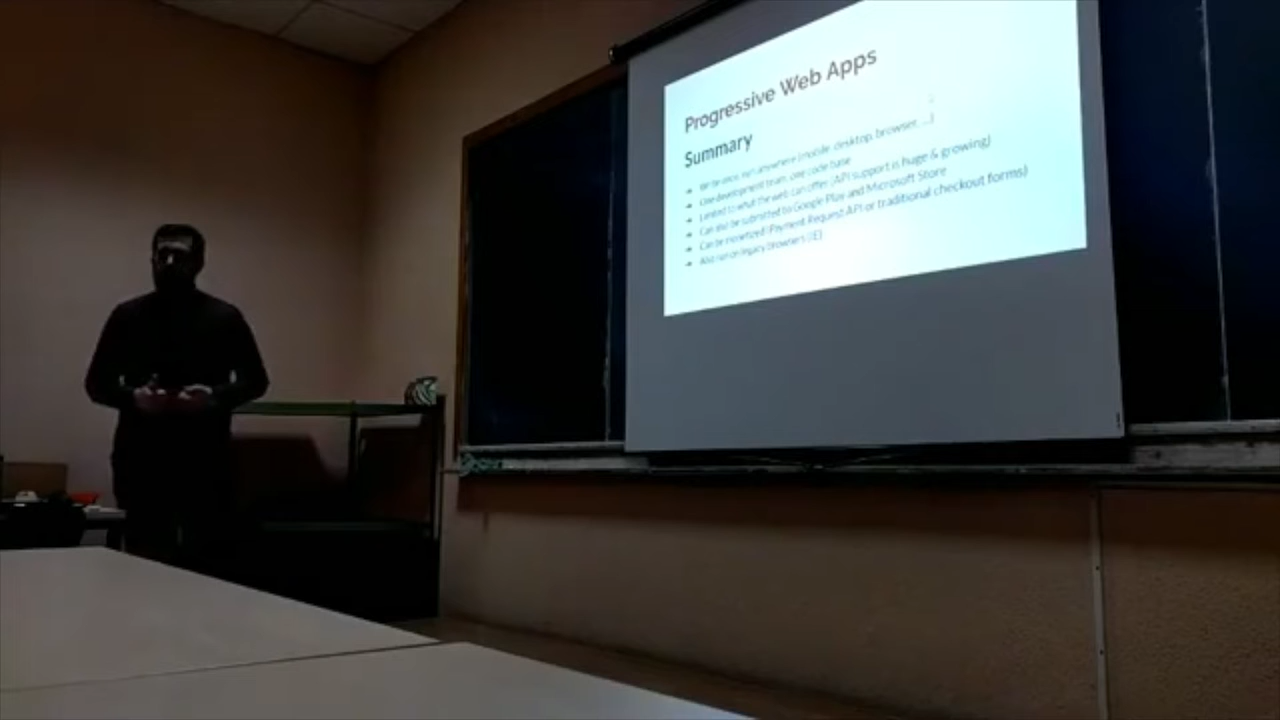 Progressive Web Apps
Summary
Write once, run anywhere (mobile, desktop, browser, ...)
One development team, one code base
Limited to what the web can offer (API support is huge & growing)
Can also be submitted to Google Play and Microsoft Store
Can be monetized (Payment Request API or traditional checkout forms)
Also run on legacy browsers (IE)